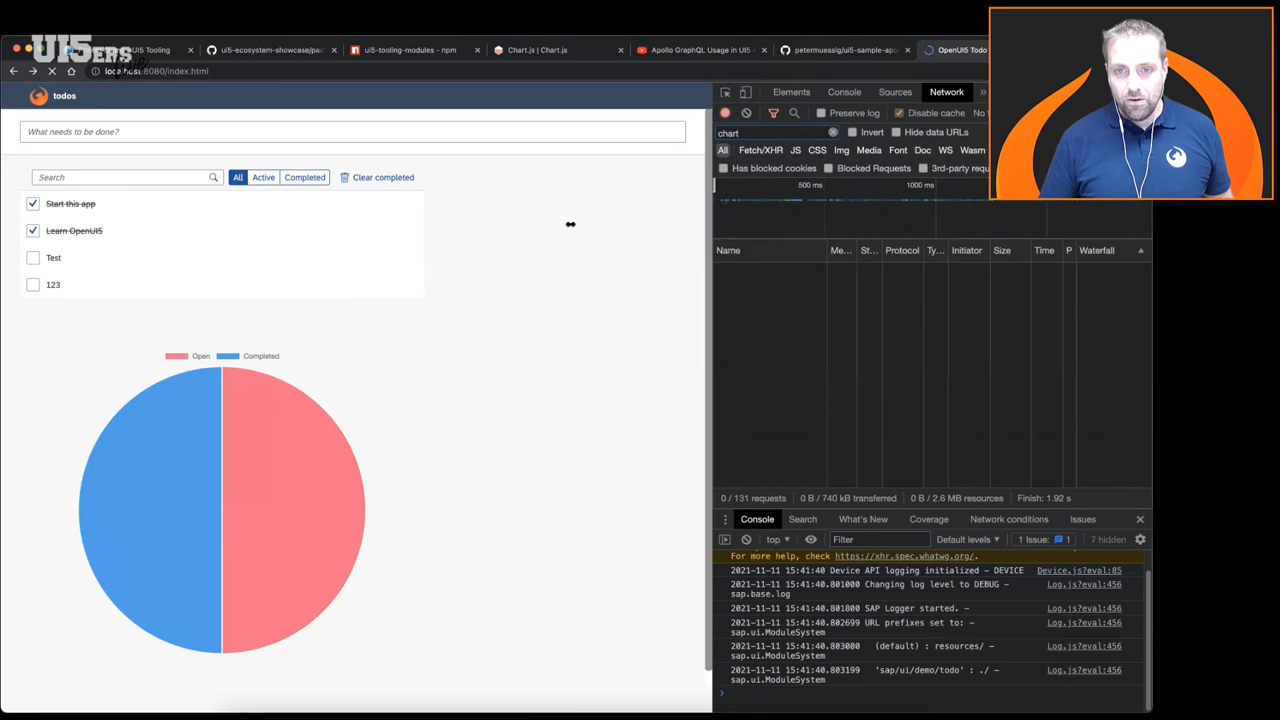 UI5ERS
live
UI5 Tooling
ui5-ecosystem-showcase/pac
ui5-tooling-modules - npm
Chart.js | Chart.js
Apollo GraphQL Usage in UI5
petermuessig/ui5-sample-apo
OpenUI5 Todo
localhost:8080/index.html
todos
What needs to be done?
Search
All
Active
Completed
Clear completed
Start this app
Learn OpenUI5
Test
123
Open
Completed
Elements
Console
Sources
Network
Preserve log
Disable cache
chart
Invert
Hide data URLs
All
Fetch/XHR
JS
CSS
Img
Media
Font
Doc
WS
Wasm
Has blocked cookies
Blocked Requests
3rd-party requ
500 ms
1000 ms
Name
Me...
St...
Protocol
Ty...
Initiator
Size
Time
P
Waterfall
0 / 131 requests
0 B / 740 kB transferred
0 B / 2.6 MB resources
Finish: 1.92 s
Console
Search
What's New
Coverage
Network conditions
Issues
top
Filter
Default levels
1 Issue: 1
7 hidden
For more help, check https://xhr.spec.whatwg.org/.
2021-11-11 15:41:40 Device API logging initialized – DEVICE
Device.js?eval:85
2021-11-11 15:41:40.801000 Changing log level to DEBUG –
Log.js?eval:456
sap.base.log
2021-11-11 15:41:40.801800 SAP Logger started. –
Log.js?eval:456
2021-11-11 15:41:40.802699 URL prefixes set to: –
Log.js?eval:456
sap.ui.ModuleSystem
2021-11-11 15:41:40.803000 (default) : resources/ –
Log.js?eval:456
sap.ui.ModuleSystem
2021-11-11 15:41:40.803199 'sap/ui/demo/todo' : ./ –
Log.js?eval:456
sap.ui.ModuleSystem